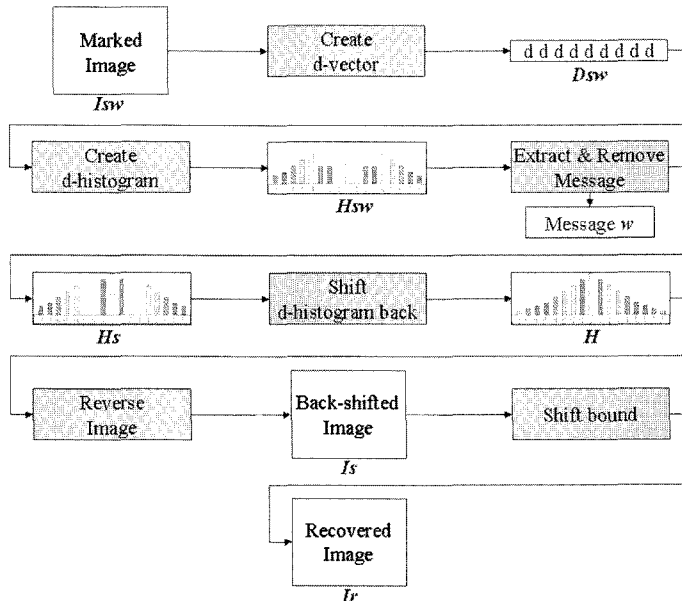 Marked
Image
Isw
Create
d-vector
d d d d d d d d d
Dsw
Create
d-histogram
Hsw
Extract & Remove
Message
Message w
Hs
Shift
d-histogram back
H
Reverse
Image
Back-shifted
Image
Is
Shift bound
Recovered
Image
Ir